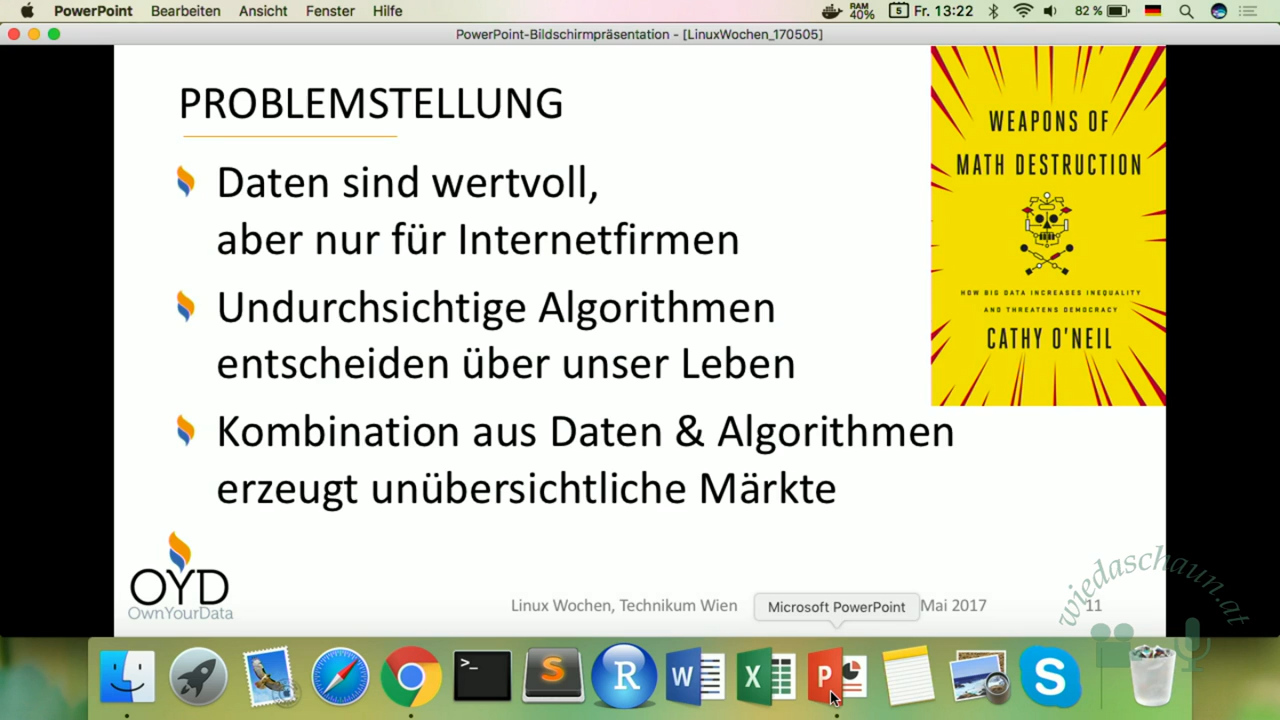 PowerPoint Bearbeiten Ansicht Fenster Hilfe
RAM 40% 5 Fr. 13:22 82 %
PowerPoint-Bildschirmpräsentation - [LinuxWochen_170505]
PROBLEMSTELLUNG
Daten sind wertvoll,
aber nur für Internetfirmen
Undurchsichtige Algorithmen
entscheiden über unser Leben
Kombination aus Daten & Algorithmen
erzeugt unübersichtliche Märkte
WEAPONS OF
MATH DESTRUCTION
HOW BIG DATA INCREASES INEQUALITY
AND THREATENS DEMOCRACY
CATHY O'NEIL
OYD
OwnYourData
Linux Wochen, Technikum Wien
Microsoft PowerPoint
Mai 2017
11
wiedaschaun.at
>_
S
R
W
X
P
S